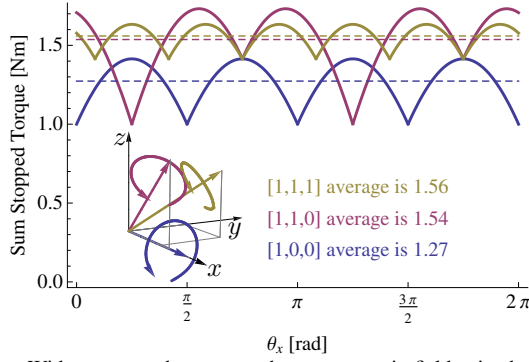 Sum Stopped Torque [Nm]
1.5
1.0
0.5
0.0
z
y
x
[1,1,1] average is 1.56
[1,1,0] average is 1.54
[1,0,0] average is 1.27
0
π/2
π
3π/2
2π
θx [rad]